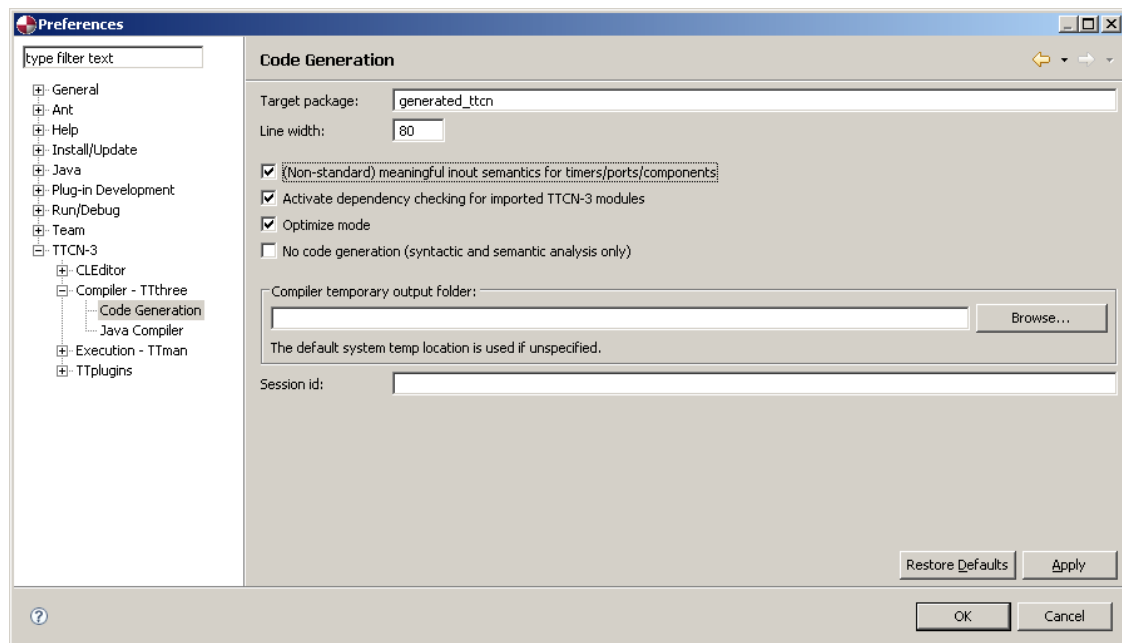 Preferences
type filter text
General
Ant
Help
Install/Update
Java
Plug-in Development
Run/Debug
Team
TTCN-3
CLEditor
Compiler - TTthree
Code Generation
Java Compiler
Execution - TTman
TTplugins
Code Generation
Target package: generated_ttcn
Line width: 80
(Non-standard) meaningful inout semantics for timers/ports/components
Activate dependency checking for imported TTCN-3 modules
Optimize mode
No code generation (syntactic and semantic analysis only)
Compiler temporary output folder:
Browse...
The default system temp location is used if unspecified.
Session id:
Restore Defaults Apply
? OK Cancel